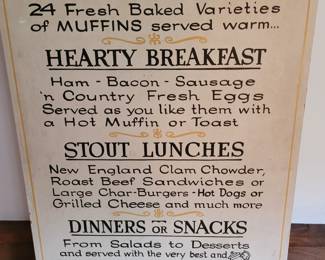 24 Fresh Baked Varieties
of MUFFINS served warm...
HEARTY BREAKFAST
Ham - Bacon - Sausage
'n Country Fresh Eggs
Served as you like them with
a Hot Muffin or Toast
STOUT LUNCHES
New England Clam Chowder,
Roast Beef Sandwiches or
Large Char-Burgers - Hot Dogs or
Grilled Cheese and much more
DINNERS OR SNACKS
From Salads to Desserts
and served with the very best and